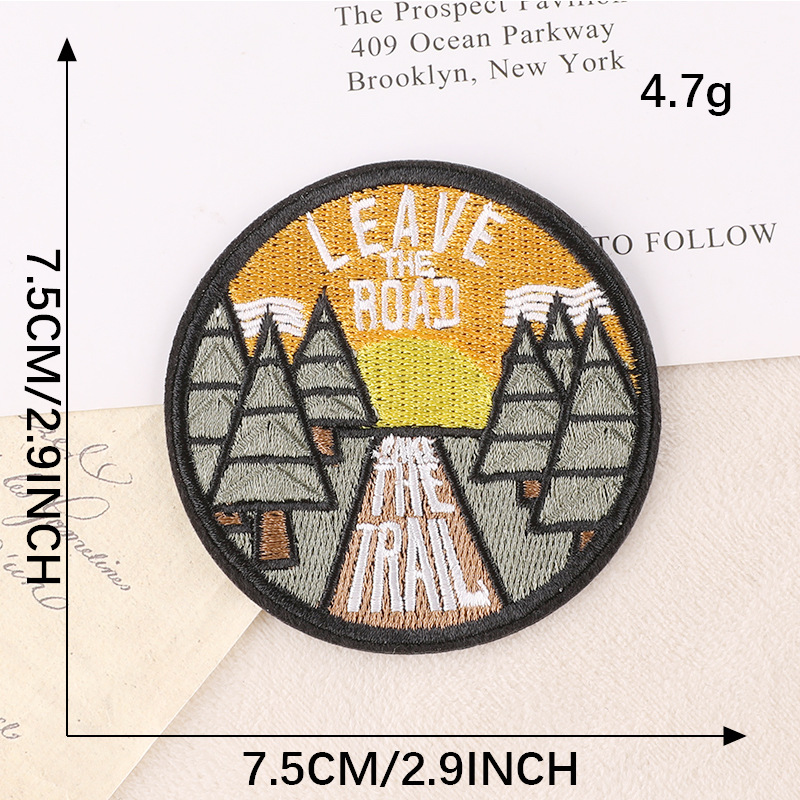 The Prospect Pavilion
409 Ocean Parkway
Brooklyn, New York
4.7g
TO FOLLOW
LEAVE
THE
ROAD
TAKE
THE
TRAIL
7.5CM/2.9INCH
7.5CM/2.9INCH